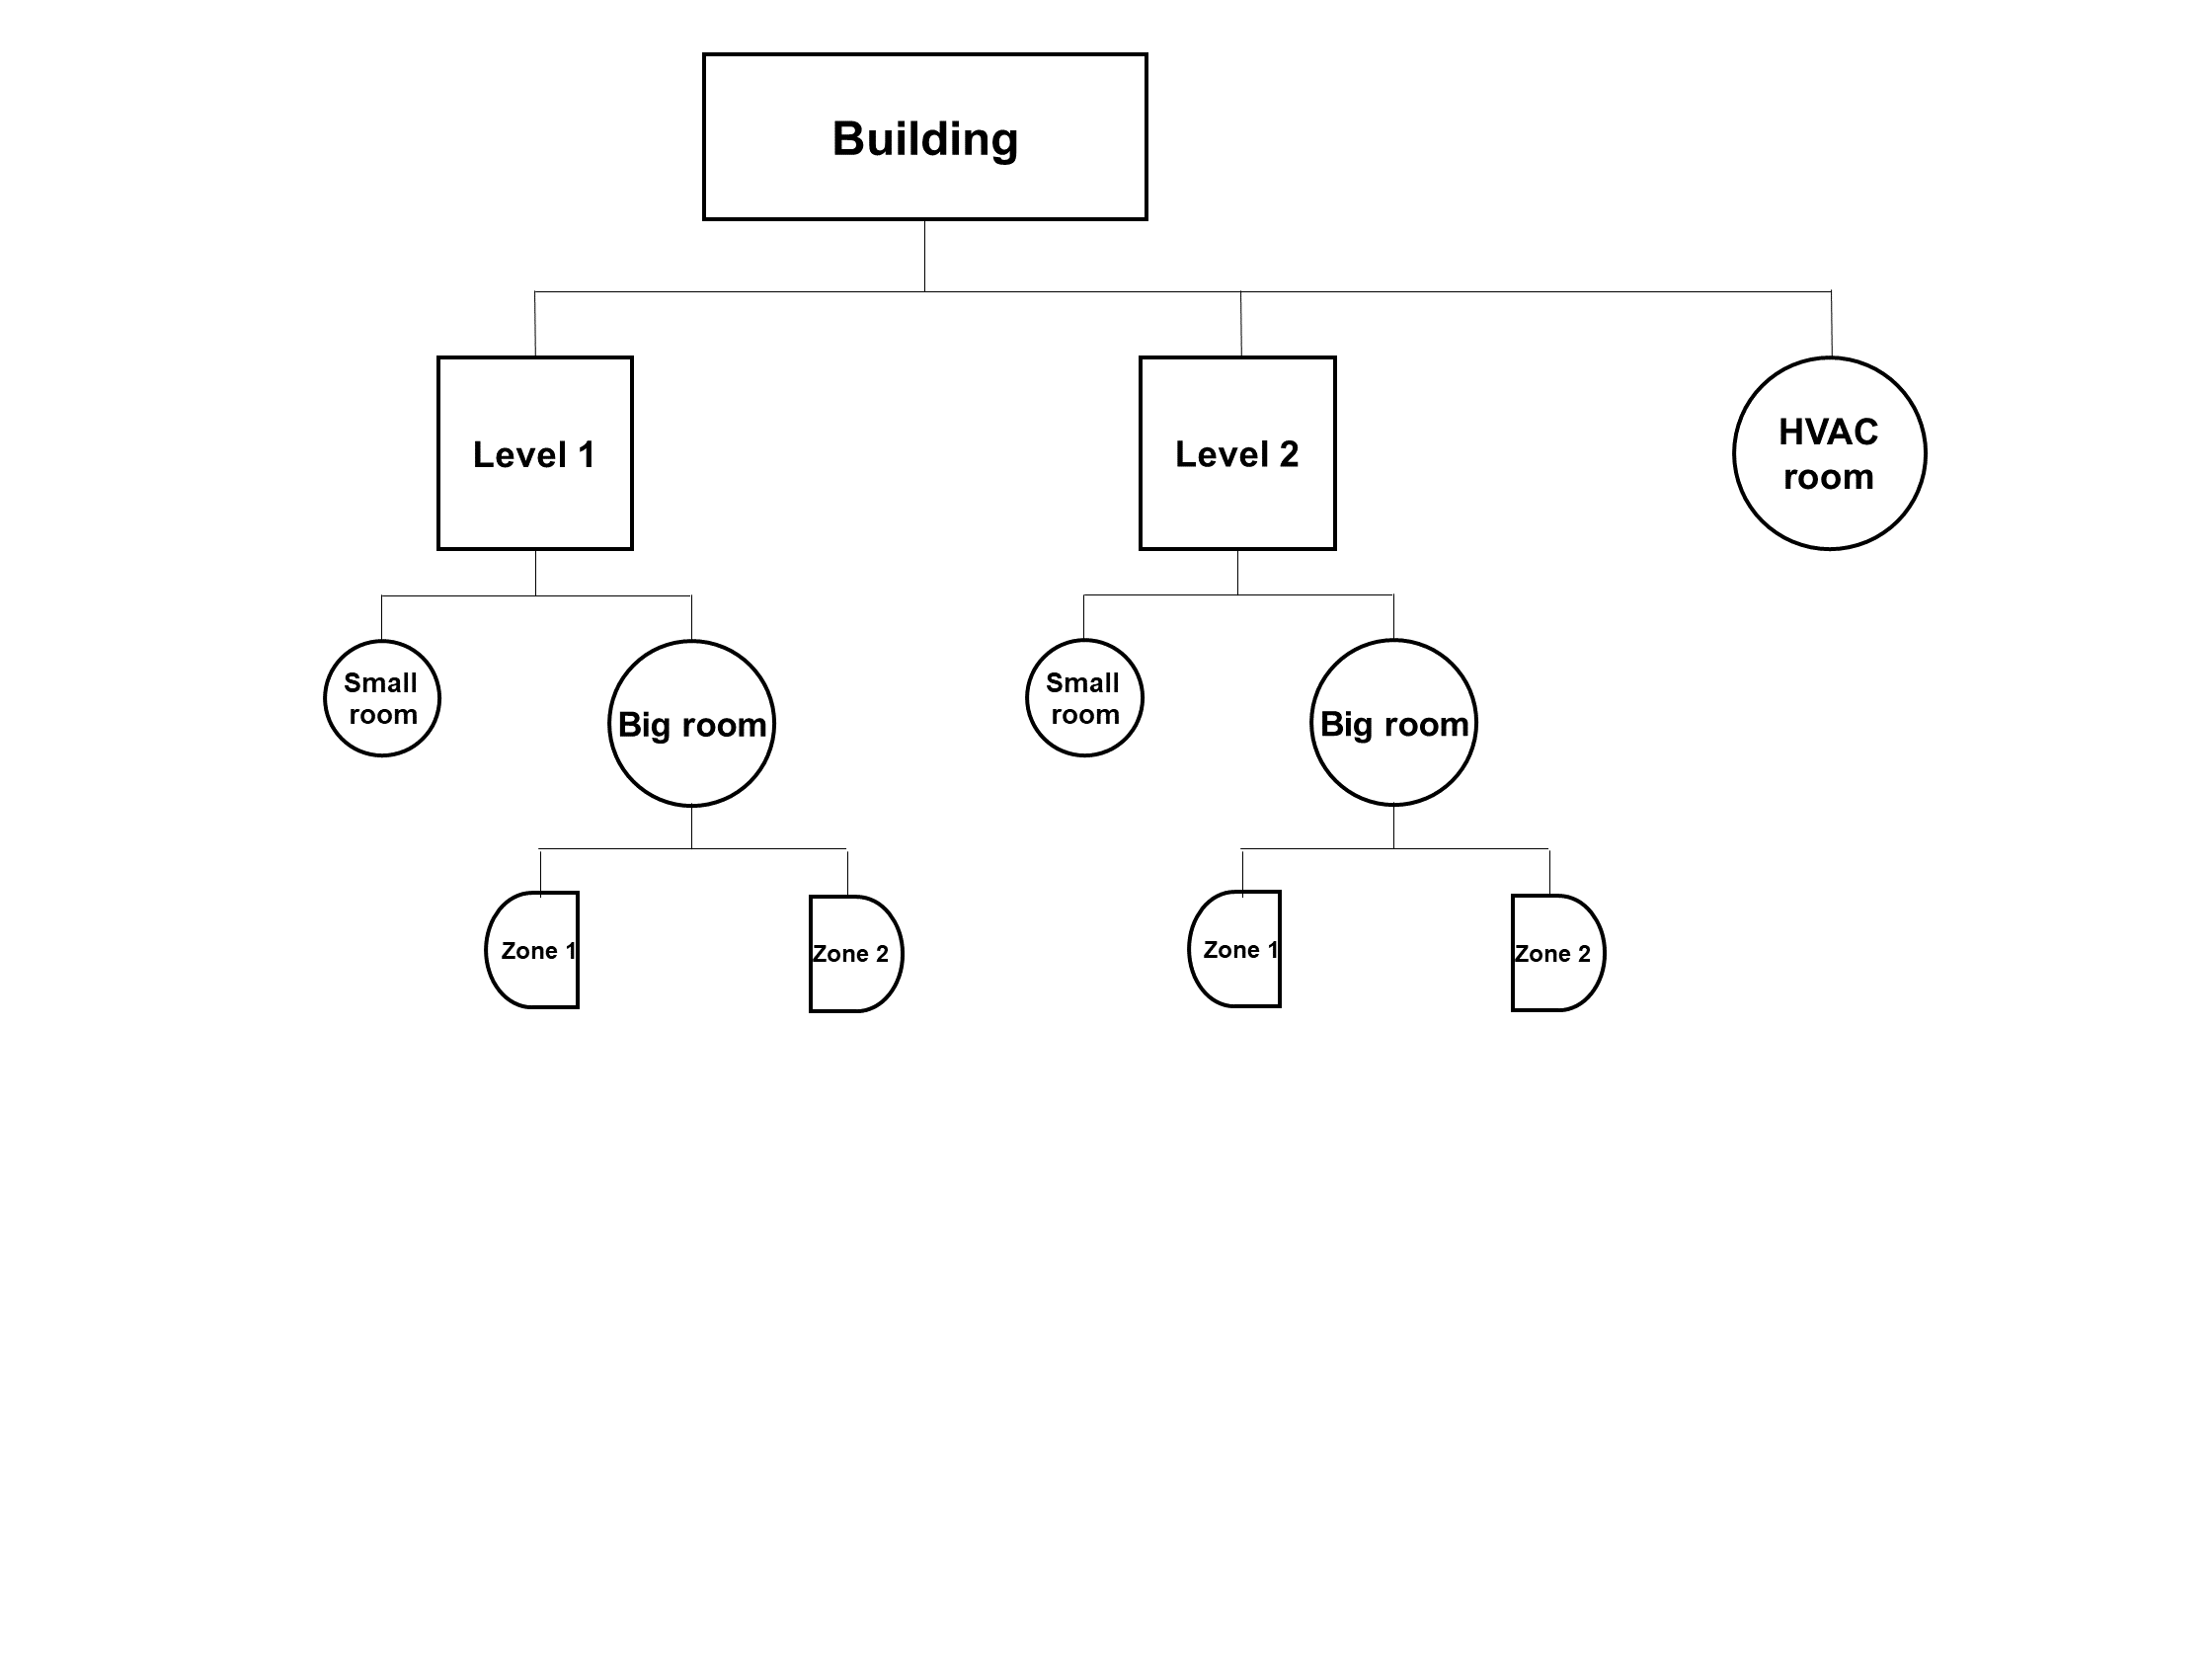 Building
Level 1
Level 2
HVAC
room
Small
room
Big room
Small
room
Big room
Zone 1
Zone 2
Zone 1
Zone 2